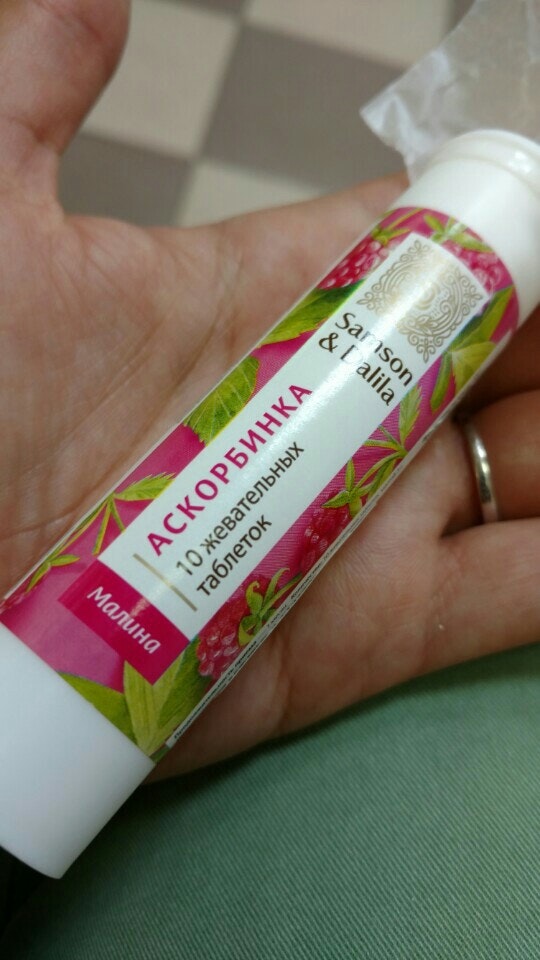 Samson
& Dalila
АСКОРБИНКА
10 жевательных
таблеток
Малина